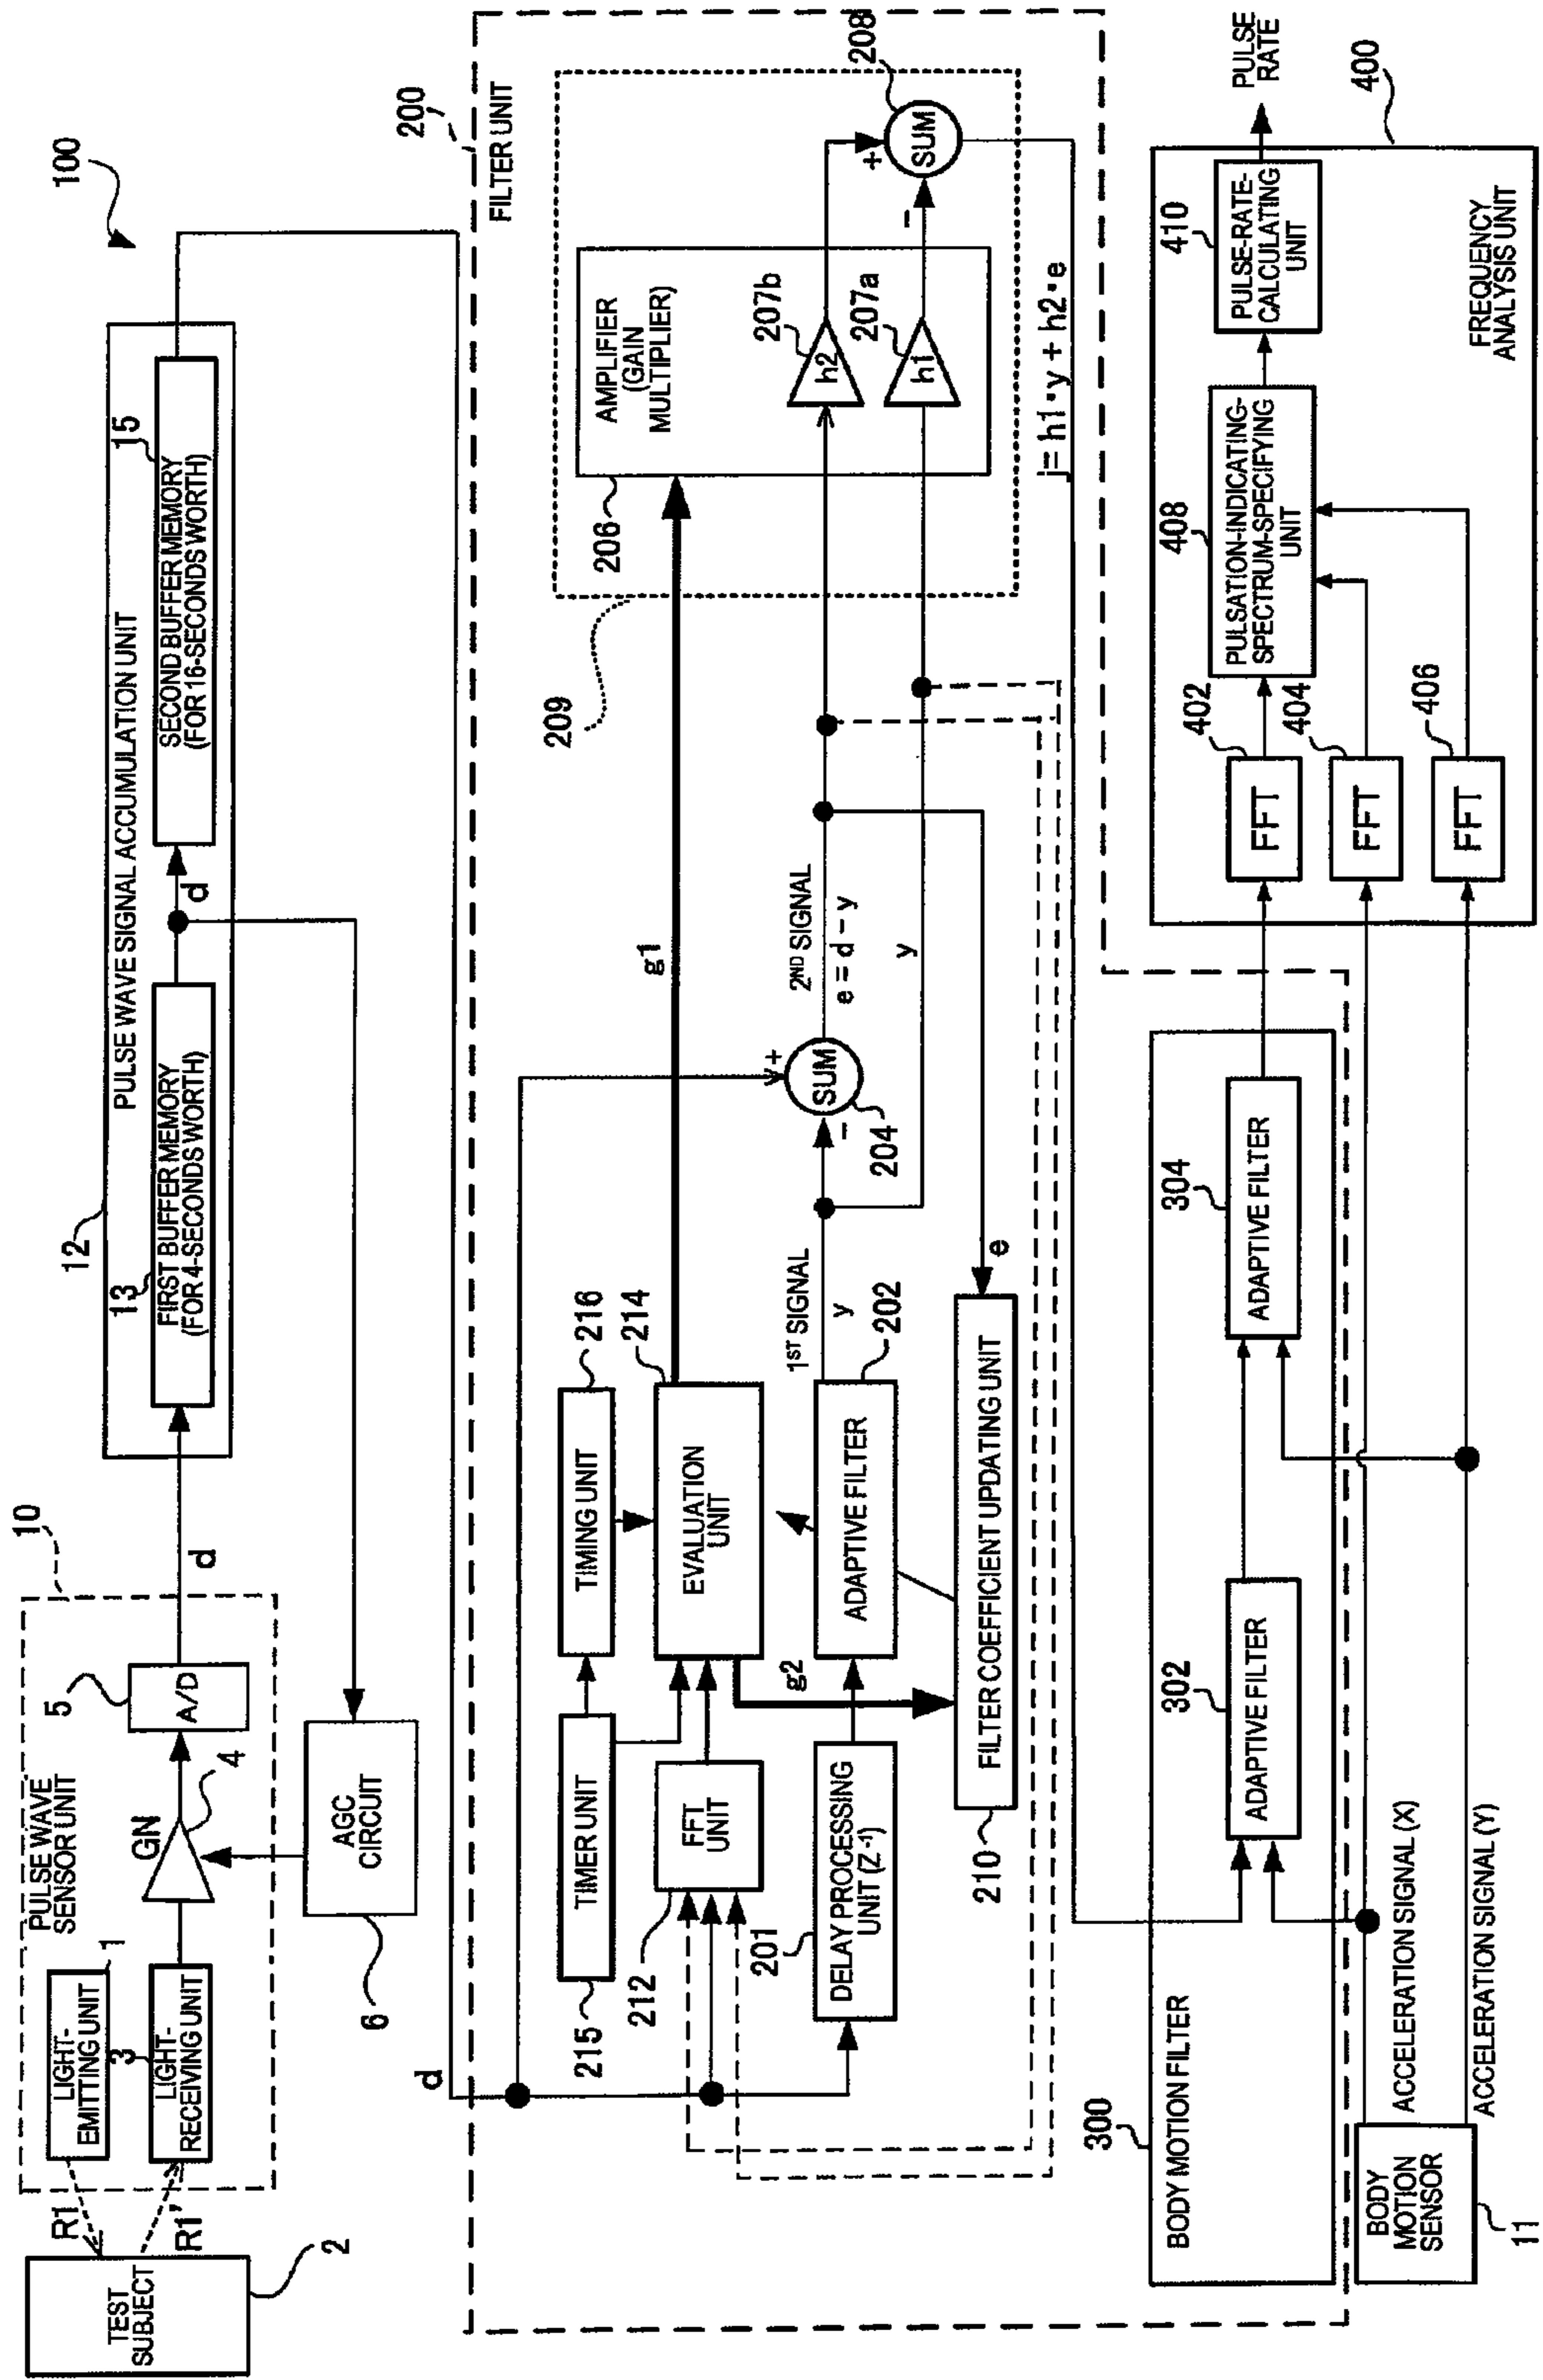 100
10
PULSE WAVE
SENSOR UNIT
LIGHT-
EMITTING UNIT
1
3
LIGHT-
RECEIVING UNIT
GN
4
5
A/D
AGC
CIRCUIT
6
TEST
SUBJECT
2
R1
R1'
d
12
PULSE WAVE SIGNAL ACCUMULATION UNIT
13
FIRST BUFFER MEMORY
(FOR 4-SECONDS WORTH)
d
15
SECOND BUFFER MEMORY
(FOR 16-SECONDS WORTH)
200
FILTER UNIT
d
TIMER UNIT
215
TIMING UNIT
216
FFT
UNIT
212
EVALUATION
UNIT
214
g1
g2
201
DELAY PROCESSING
UNIT (Z-1)
ADAPTIVE FILTER
202
1ST SIGNAL
y
FILTER COEFFICIENT UPDATING UNIT
210
e
+
-
SUM
204
2ND SIGNAL
e = d - y
y
209
206
AMPLIFIER
(GAIN
MULTIPLIER)
207b
h2
207a
h1
+
-
SUM
208
j= h1·y + h2·e
300
BODY MOTION FILTER
302
ADAPTIVE FILTER
304
ADAPTIVE FILTER
BODY
MOTION
SENSOR
11
ACCELERATION SIGNAL (X)
ACCELERATION SIGNAL (Y)
402
FFT
404
FFT
406
FFT
408
PULSATION-INDICATING-
SPECTRUM-SPECIFYING
UNIT
410
PULSE-RATE-
CALCULATING
UNIT
FREQUENCY
ANALYSIS UNIT
400
PULSE
RATE